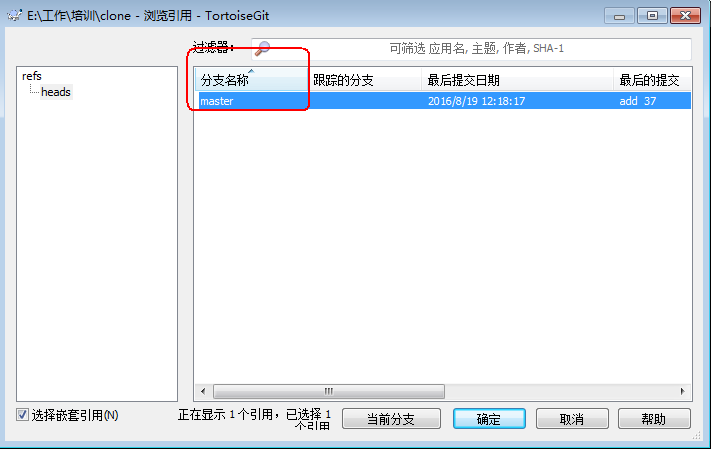 E:\工作\培训\clone - 浏览引用 - TortoiseGit
过滤器:
可筛选 应用名, 主题, 作者, SHA-1
refs
heads
分支名称 跟踪的分支 最后提交日期 最后的提交
master 2016/8/19 12:18:17 add 37
选择嵌套引用(N)
正在显示 1 个引用，已选择 1
个引用
当前分支 确定 取消 帮助